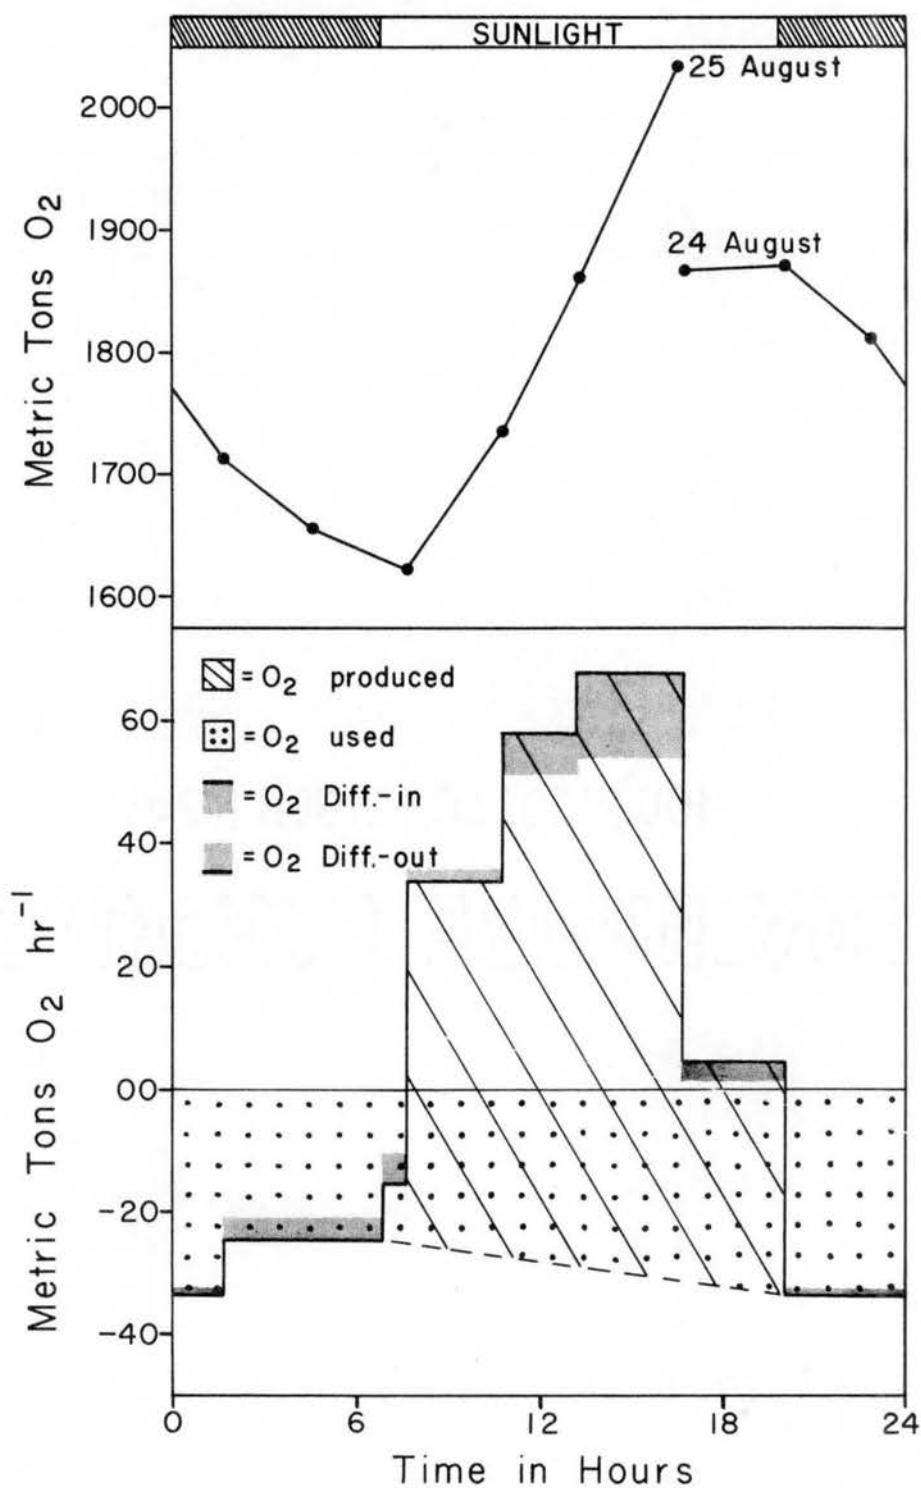 SUNLIGHT
25 August
24 August
Metric Tons O2
2000
1900
1800
1700
1600
= O2 produced
= O2 used
= O2 Diff.-in
= O2 Diff.-out
Metric Tons O2 hr-1
60
40
20
00
-20
-40
0 6 12 18 24
Time in Hours